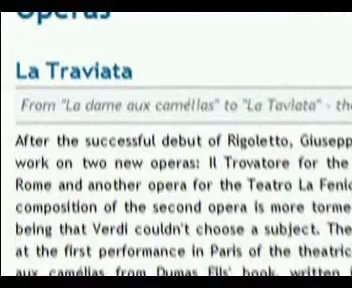 Operas
La Traviata
From "La dame aux camélias" to "La Taviata" - the
After the successful debut of Rigoletto, Giusepp
work on two new operas: Il Trovatore for the
Rome and another opera for the Teatro La Fenic
composition of the second opera is more torme
being that Verdi couldn't choose a subject. The
at the first performance in Paris of the theatric
aux camélias from Dumas Fils' book, written